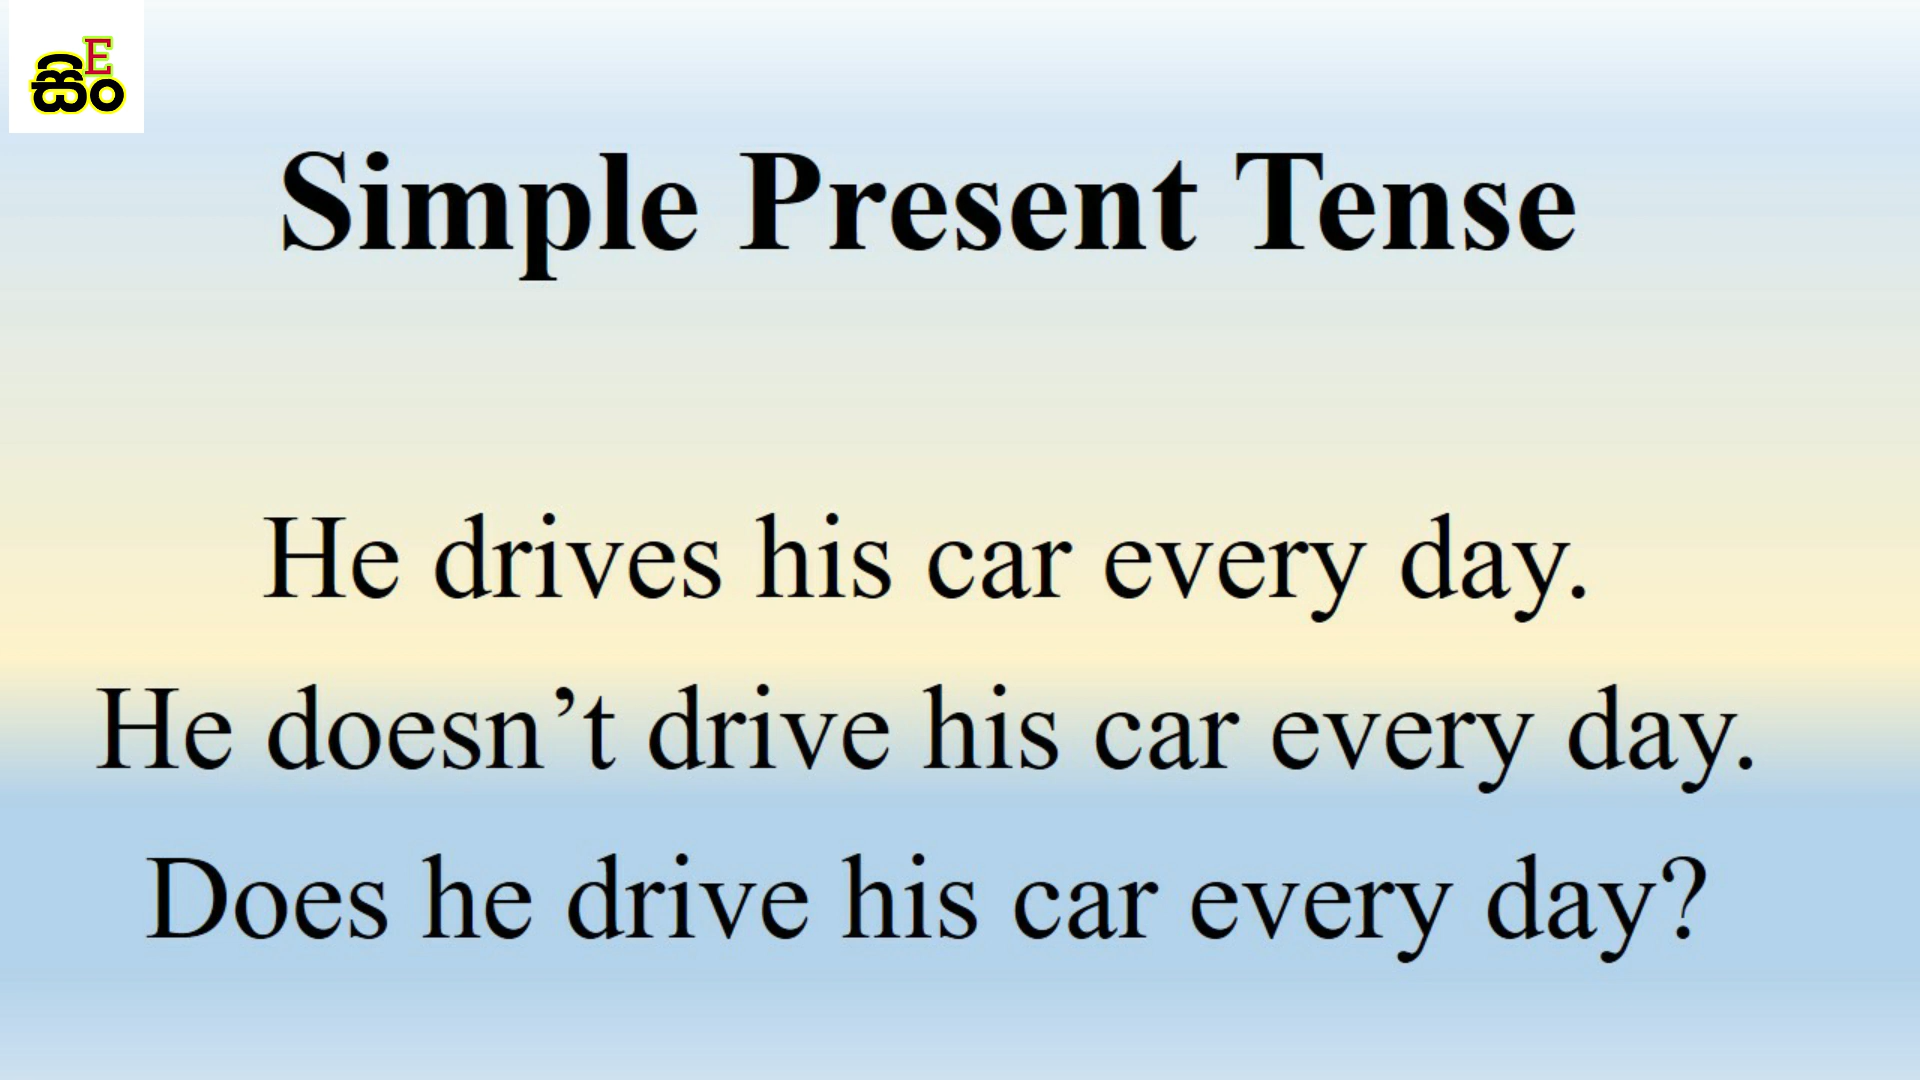 සිංE
Simple Present Tense
He drives his car every day.
He doesn’t drive his car every day.
Does he drive his car every day?